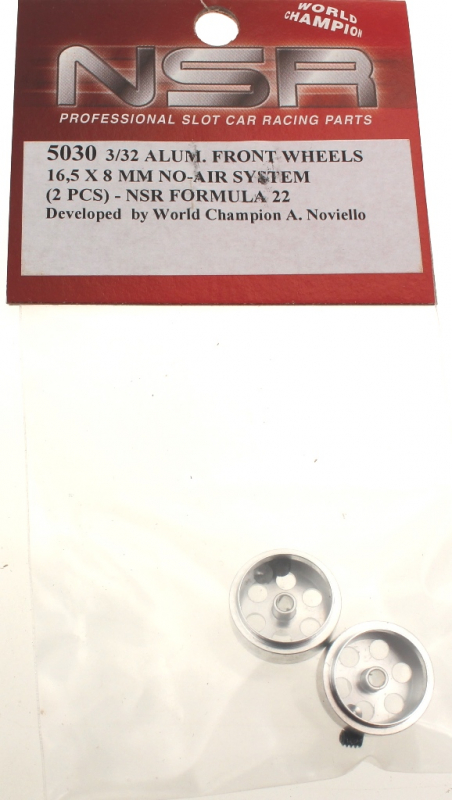 WORLD
CHAMPION
NSR
PROFESSIONAL SLOT CAR RACING PARTS
5030 3/32 ALUM. FRONT WHEELS
16,5 X 8 MM NO-AIR SYSTEM
(2 PCS) - NSR FORMULA 22
Developed by World Champion A. Noviello